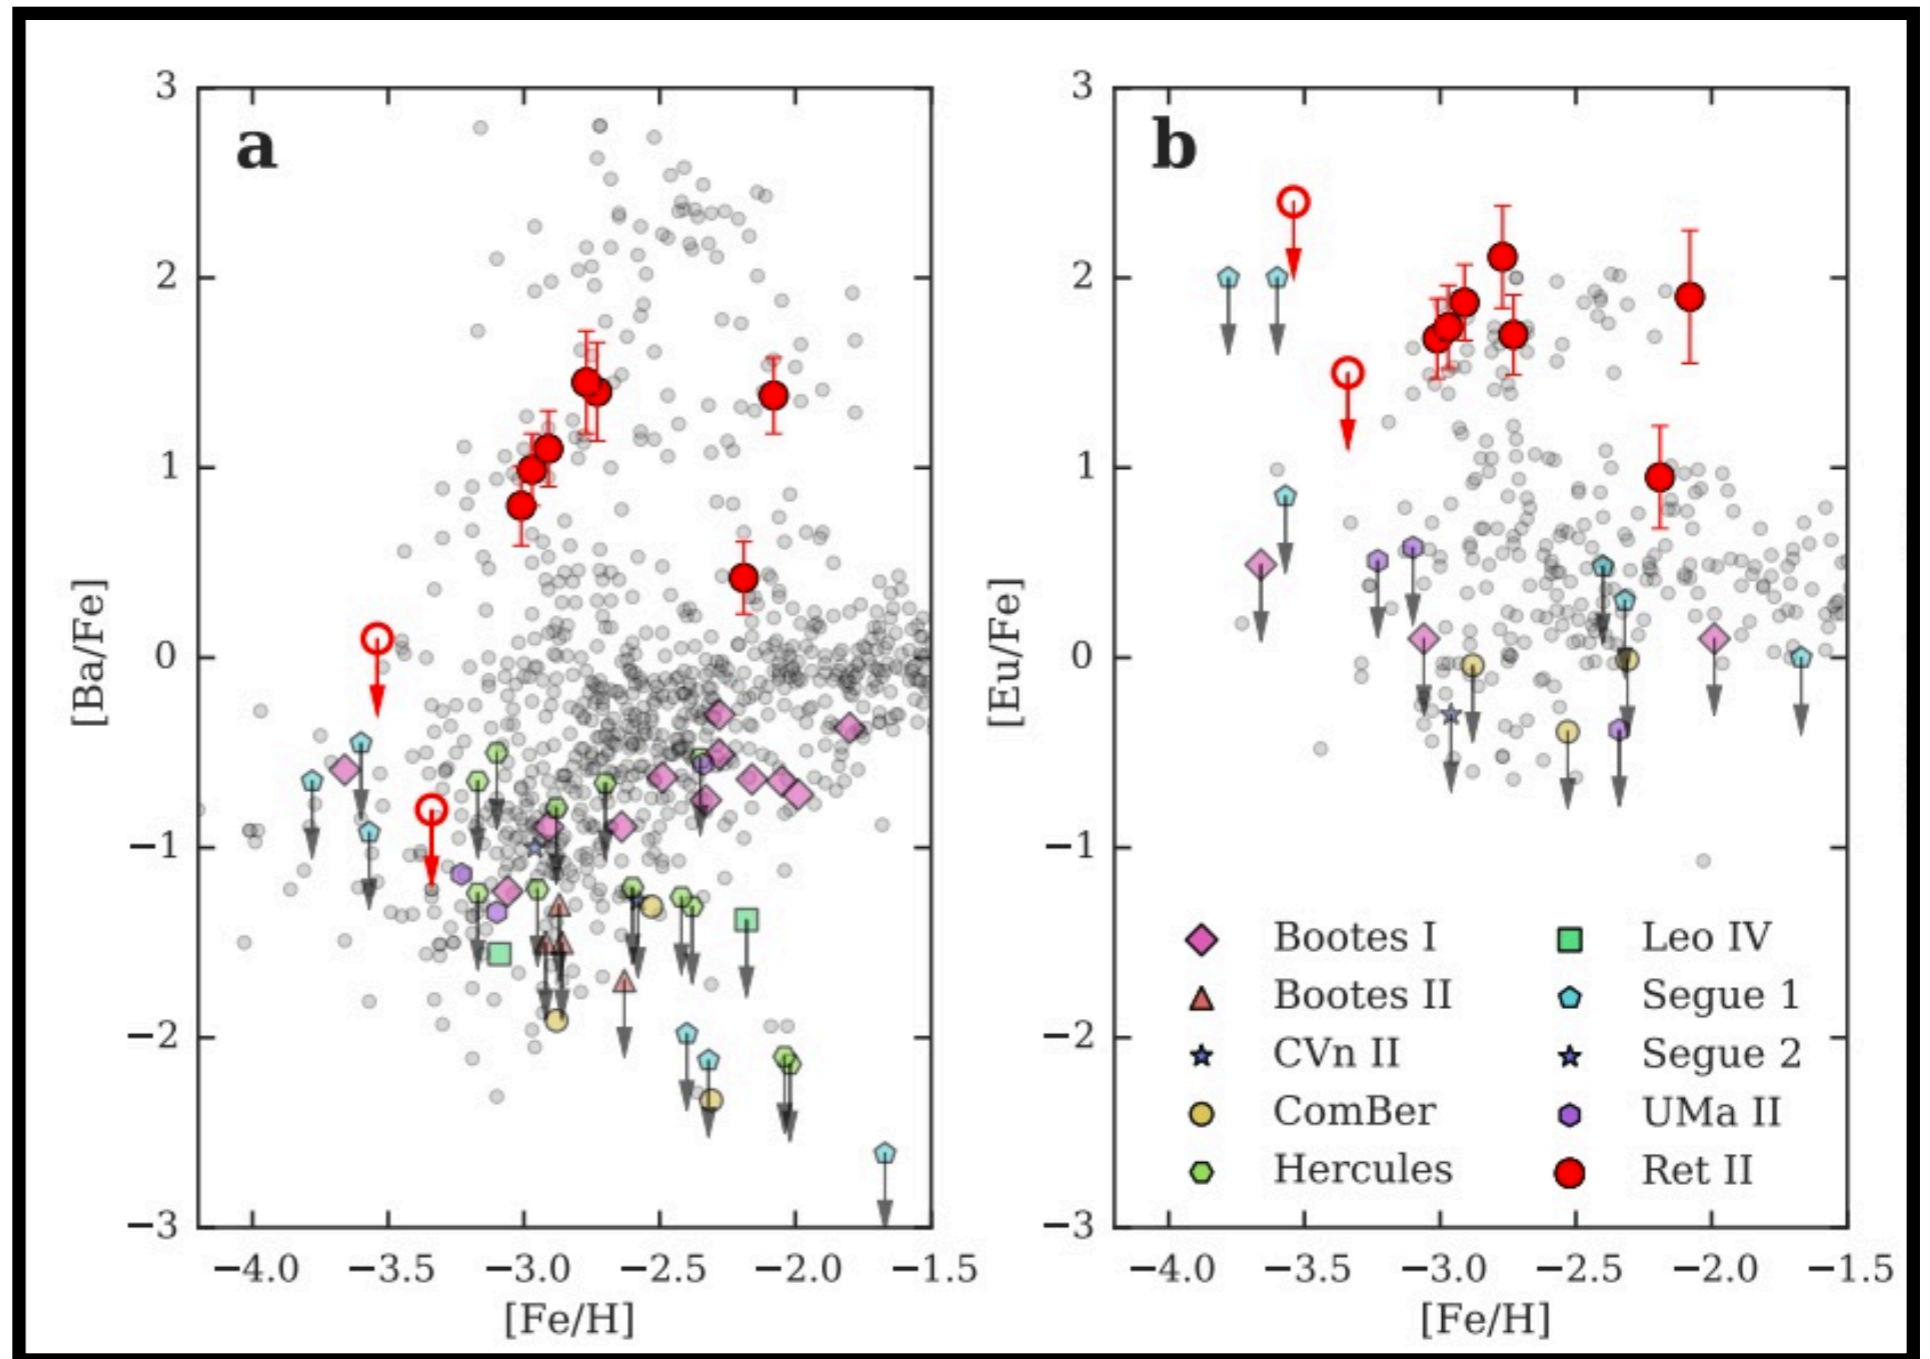 a
3
2
1
0
−1
−2
−3
[Ba/Fe]
−4.0 −3.5 −3.0 −2.5 −2.0 −1.5
[Fe/H]
b
3
2
1
0
−1
−2
−3
[Eu/Fe]
Bootes I
Bootes II
CVn II
ComBer
Hercules
Leo IV
Segue 1
Segue 2
UMa II
Ret II
−4.0 −3.5 −3.0 −2.5 −2.0 −1.5
[Fe/H]